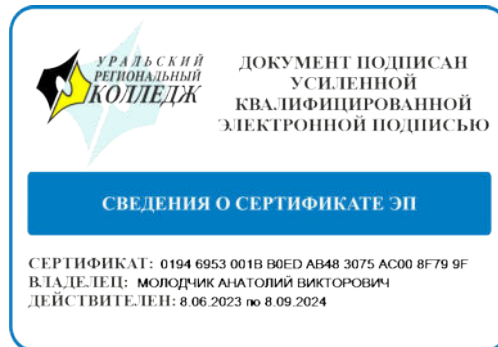 УРАЛЬСКИЙ
РЕГИОНАЛЬНЫЙ
КОЛЛЕДЖ
ДОКУМЕНТ ПОДПИСАН
УСИЛЕННОЙ
КВАЛИФИЦИРОВАННОЙ
ЭЛЕКТРОННОЙ ПОДПИСЬЮ
СВЕДЕНИЯ О СЕРТИФИКАТЕ ЭП
СЕРТИФИКАТ: 0194 6953 001B B0ED AB48 3075 AC00 8F79 9F
ВЛАДЕЛЕЦ: МОЛОДЧИК АНАТОЛИЙ ВИКТОРОВИЧ
ДЕЙСТВИТЕЛЕН: 8.06.2023 по 8.09.2024